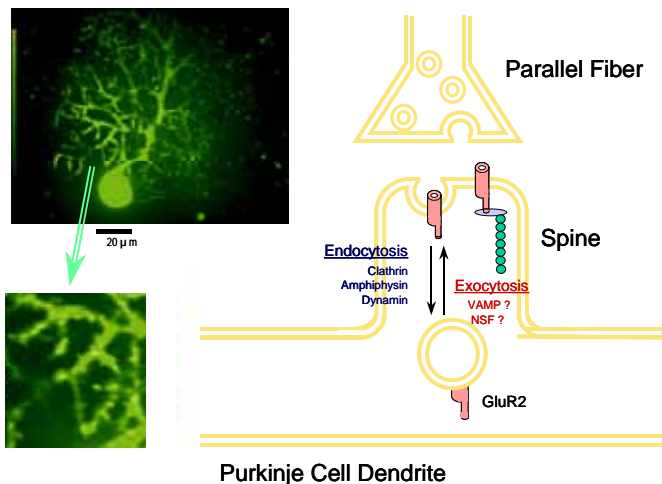 Parallel Fiber
20 µm
Spine
Endocytosis
Clathrin
Amphiphysin
Dynamin
Exocytosis
VAMP ?
NSF ?
GluR2
Purkinje Cell Dendrite